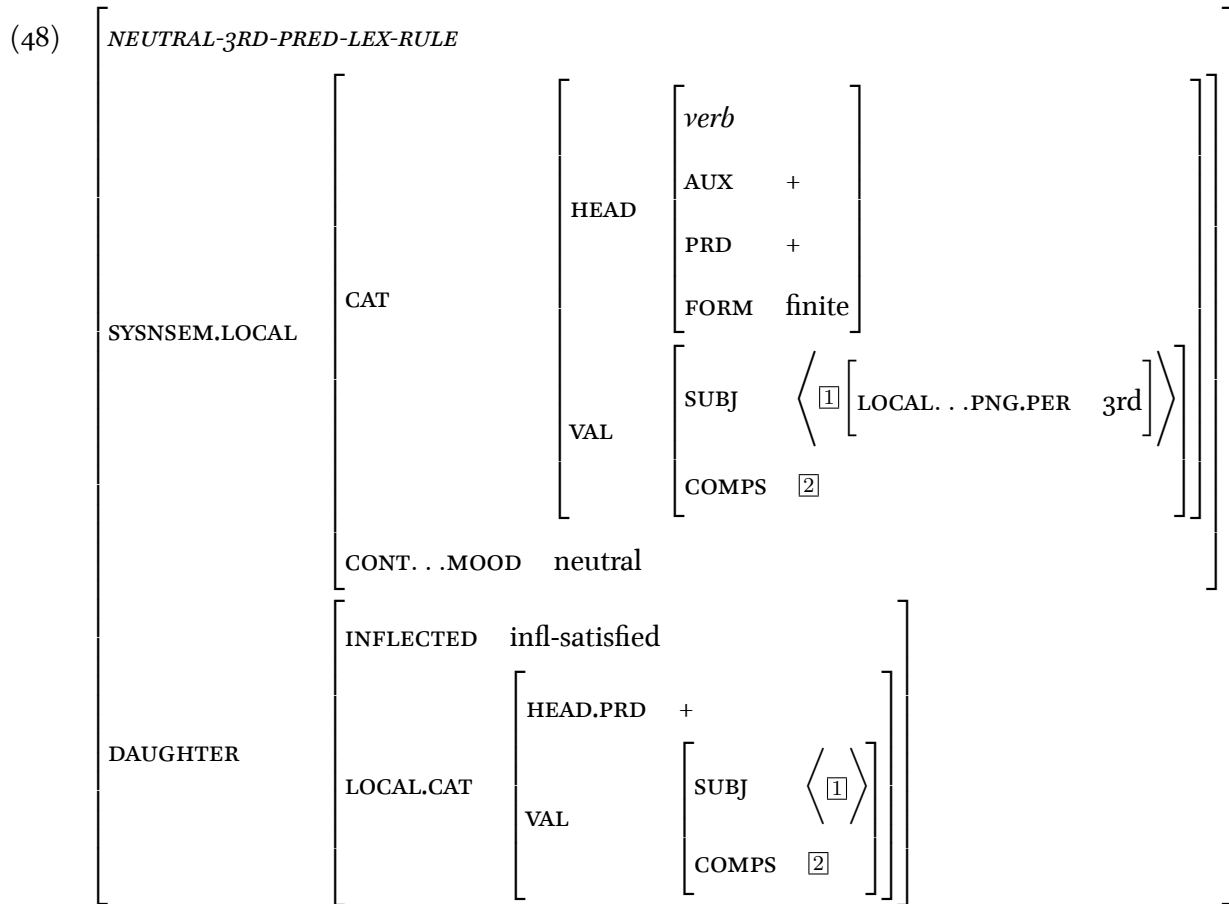 (48)
NEUTRAL-3RD-PRED-LEX-RULE
verb
AUX +
HEAD
PRD +
FORM finite
CAT
SYSNSEM.LOCAL
SUBJ ⟨ 1 [LOCAL. . .PNG.PER 3rd] ⟩
VAL
COMPS 2
CONT. . .MOOD neutral
INFLECTED infl-satisfied
HEAD.PRD +
DAUGHTER
LOCAL.CAT
SUBJ ⟨ 1 ⟩
VAL
COMPS 2